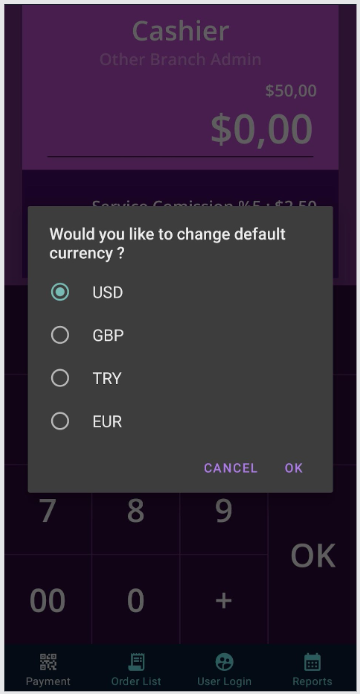 Cashier
Other Branch Admin
$50,00
$0,00
Service Comission %5 : $2,50
Would you like to change default
currency ?
USD
GBP
TRY
EUR
CANCEL OK
7 8 9
OK
00 0 +
Payment Order List User Login Reports